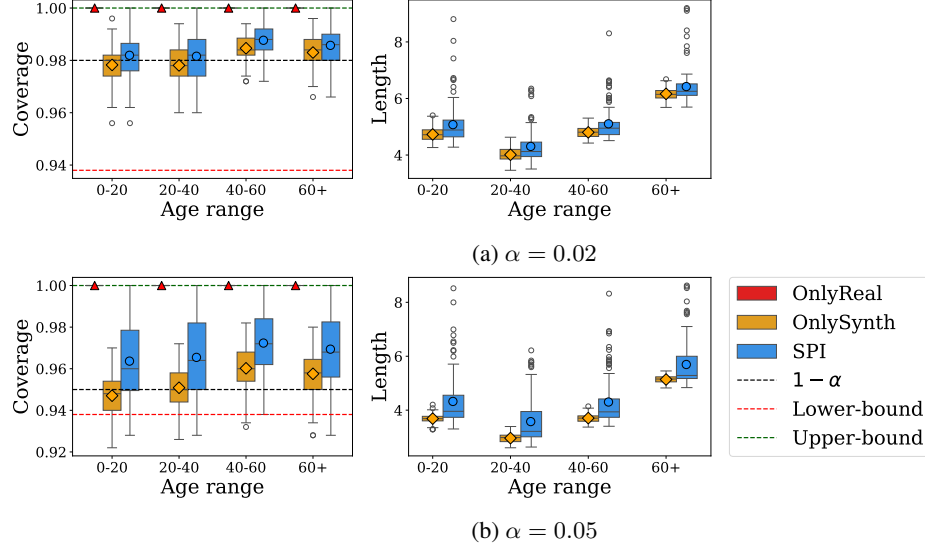 1.00
0.98
0.96
0.94
Coverage
0-20 20-40 40-60 60+
Age range
8
6
4
Length
0-20 20-40 40-60 60+
Age range
(a) α = 0.02
1.00
0.98
0.96
0.94
0.92
Coverage
0-20 20-40 40-60 60+
Age range
8
6
4
Length
0-20 20-40 40-60 60+
Age range
OnlyReal
OnlySynth
SPI
1 − α
Lower-bound
Upper-bound
(b) α = 0.05